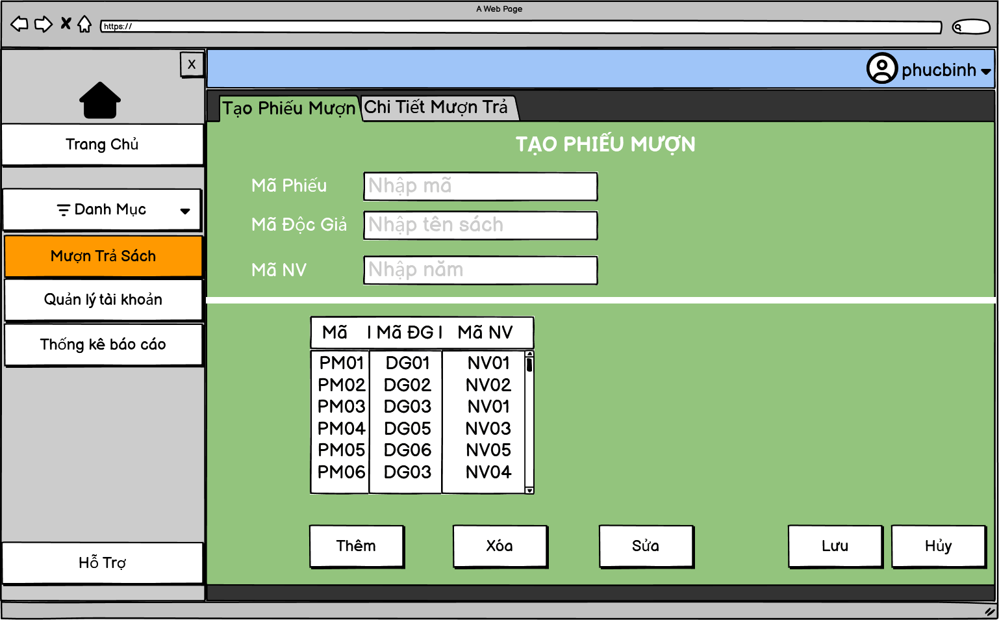 A Web Page
https://
X
phucbinh
Trang Chủ
Danh Mục
Mượn Trả Sách
Quản lý tài khoản
Thống kê báo cáo
Hỗ Trợ
Tạo Phiếu Mượn
Chi Tiết Mượn Trả
TẠO PHIẾU MƯỢN
Mã Phiếu
Nhập mã
Mã Độc Giả
Nhập tên sách
Mã NV
Nhập năm
Mã | Mã ĐG | Mã NV
PM01 DG01 NV01
PM02 DG02 NV02
PM03 DG03 NV01
PM04 DG05 NV03
PM05 DG06 NV05
PM06 DG03 NV04
Thêm
Xóa
Sửa
Lưu
Hủy